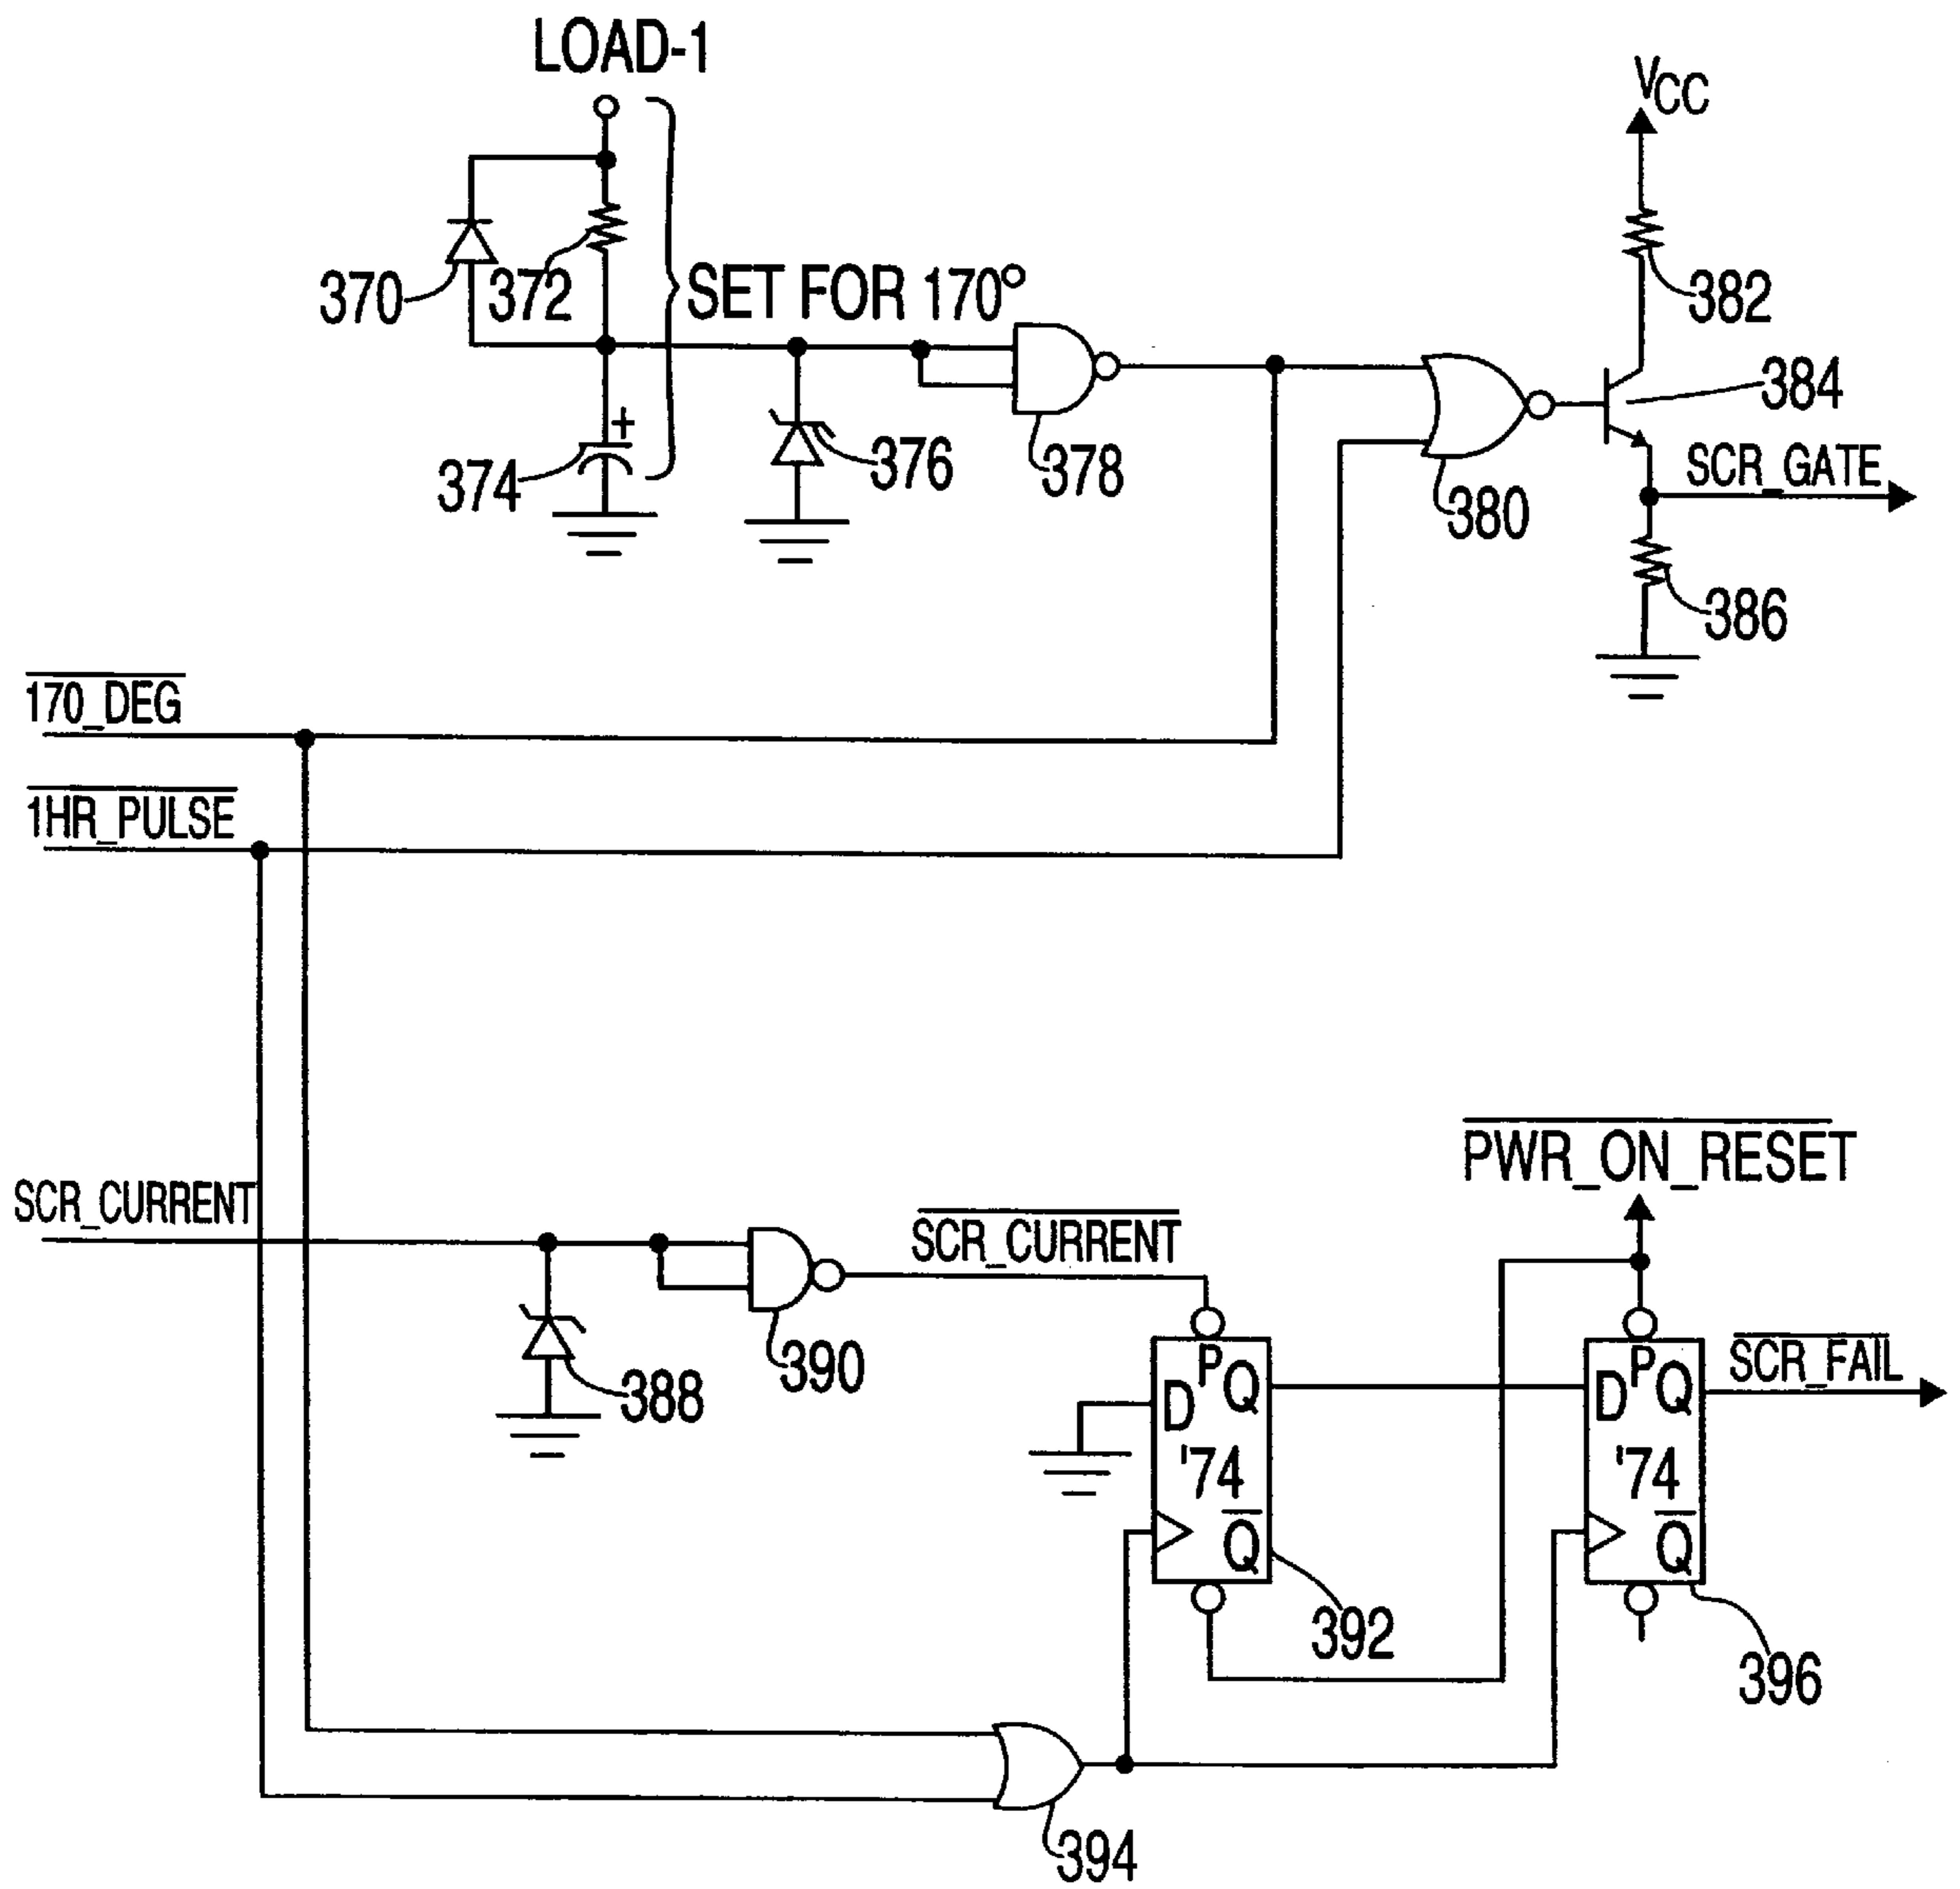 LOAD-1
VCC
370
372
SET FOR 170°
382
+
374
376
378
384
SCR_GATE
380
386
170_DEG
1HR_PULSE
SCR_CURRENT
SCR_CURRENT
PWR_ON_RESET
388
390
D P Q
'74
Q
D P Q
'74
Q
SCR_FAIL
392
396
394